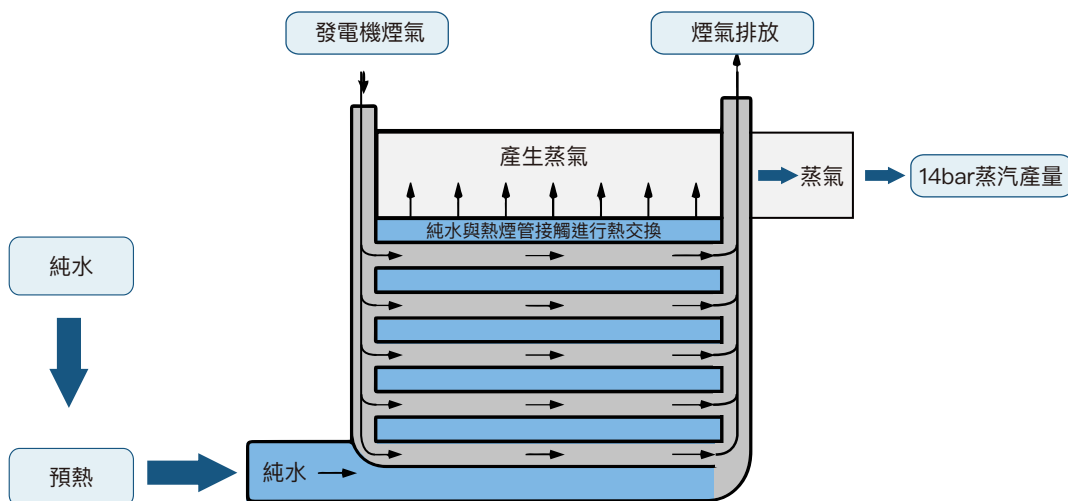 發電機煙氣
煙氣排放
產生蒸氣
蒸氣
14bar蒸汽產量
純水與熱煙管接觸進行熱交換
純水
預熱
純水